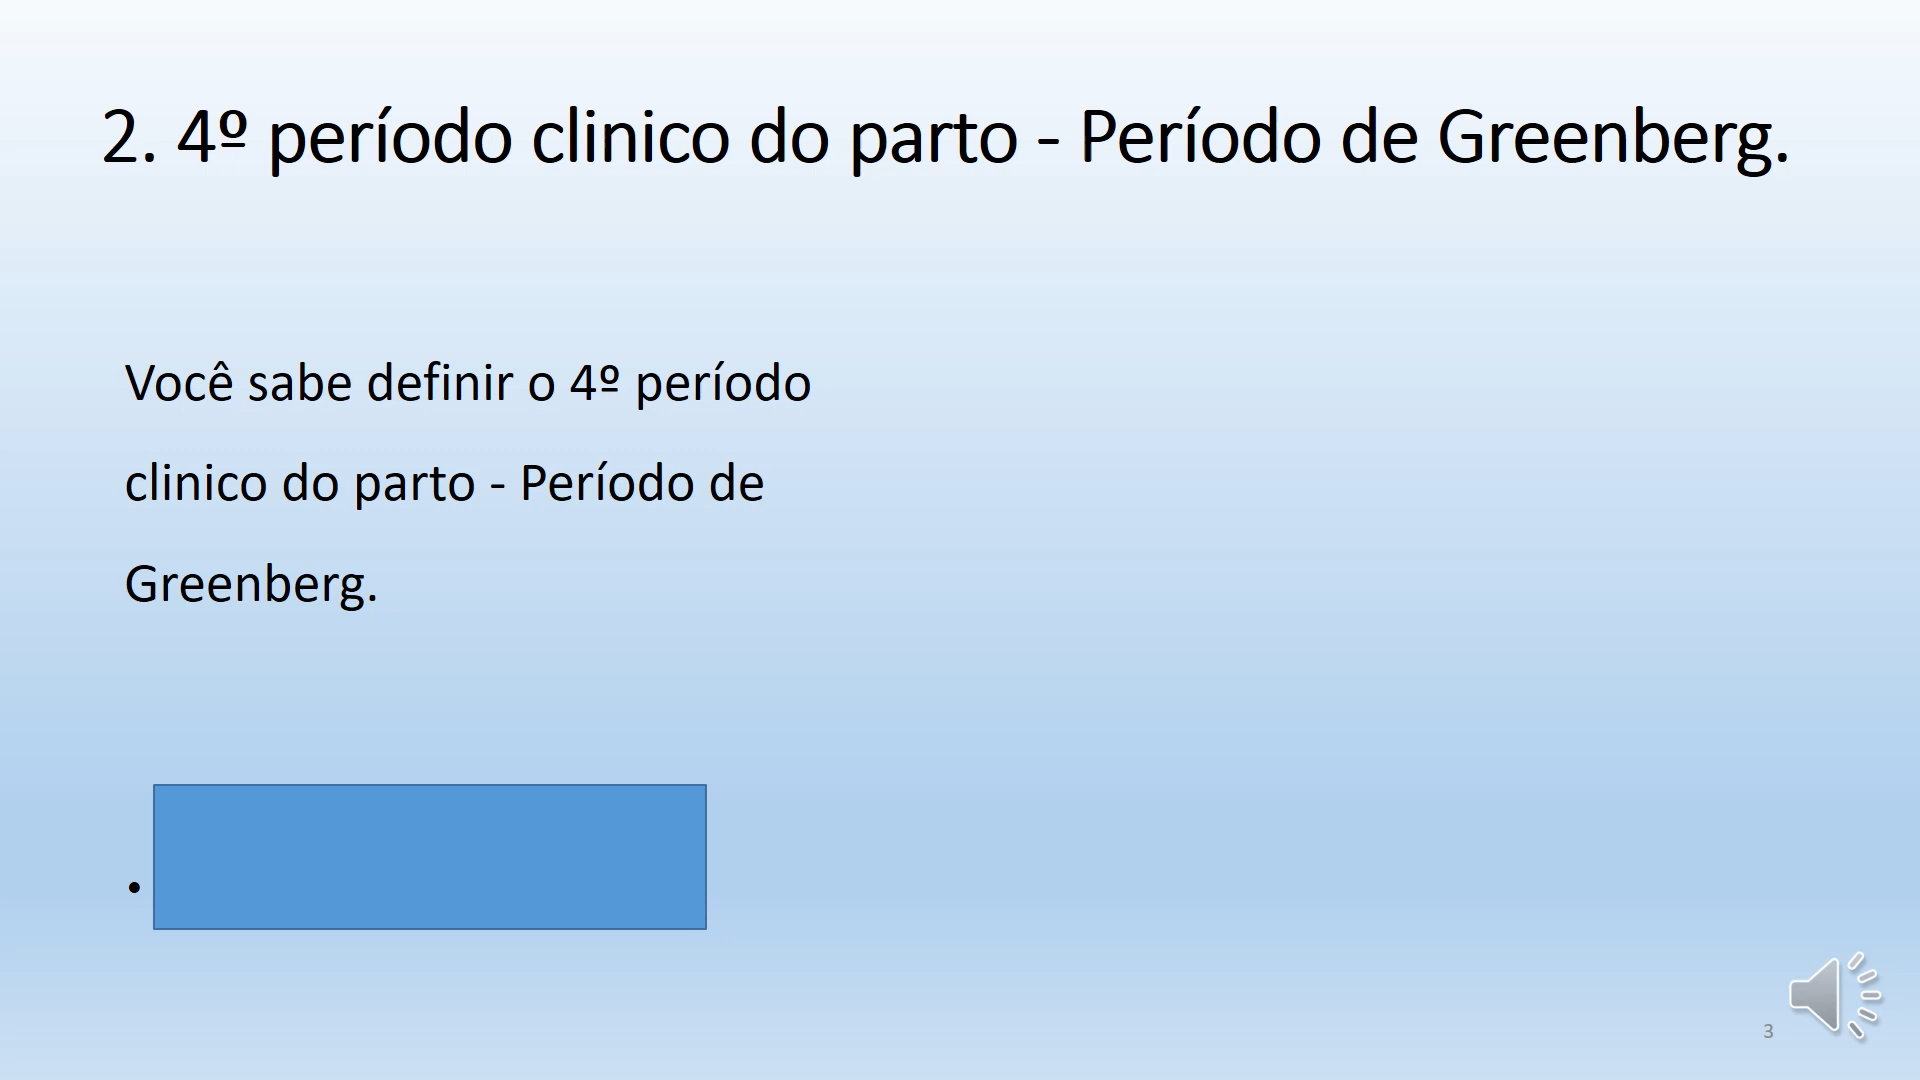 2. 4º período clinico do parto - Período de Greenberg.
Você sabe definir o 4º período
clinico do parto - Período de
Greenberg.
•
3